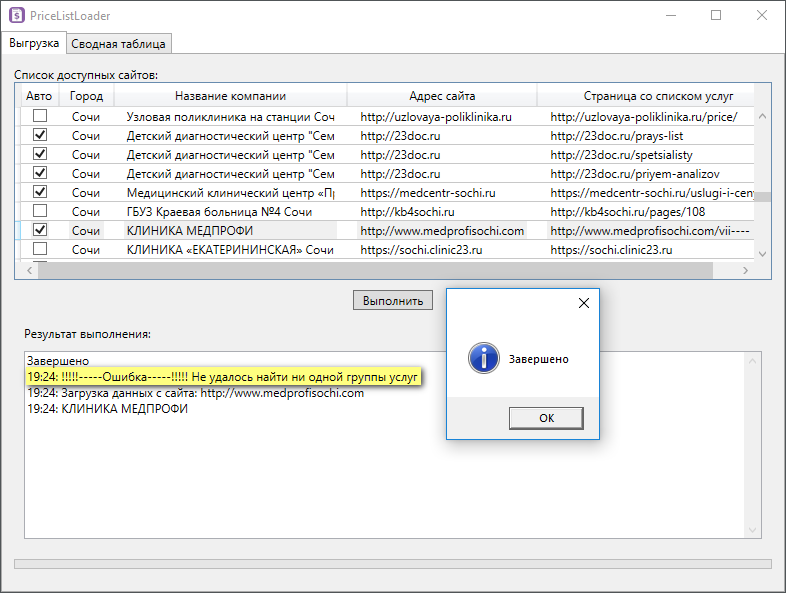 PriceListLoader
Выгрузка Сводная таблица
Список доступных сайтов:
Авто Город Название компании Адрес сайта Страница со списком услуг
Сочи Узловая поликлиника на станции Соч http://uzlovaya-poliklinika.ru http://uzlovaya-poliklinika.ru/price/
Сочи Детский диагностический центр "Сем http://23doc.ru http://23doc.ru/prays-list
Сочи Детский диагностический центр "Сем http://23doc.ru http://23doc.ru/spetsialisty
Сочи Детский диагностический центр "Сем http://23doc.ru http://23doc.ru/priyem-analizov
Сочи Медицинский клинический центр «Пр https://medcentr-sochi.ru https://medcentr-sochi.ru/uslugi-i-ceny
Сочи ГБУЗ Краевая больница №4 Сочи http://kb4sochi.ru http://kb4sochi.ru/pages/108
Сочи КЛИНИКА МЕДПРОФИ http://www.medprofisochi.com http://www.medprofisochi.com/vii----
Сочи КЛИНИКА «ЕКАТЕРИНИНСКАЯ» Сочи https://sochi.clinic23.ru https://sochi.clinic23.ru
Выполнить
Результат выполнения:
Завершено
19:24: !!!!!-----Ошибка-----!!!!! Не удалось найти ни одной группы услуг
19:24: Загрузка данных с сайта: http://www.medprofisochi.com
19:24: КЛИНИКА МЕДПРОФИ
Завершено
OK